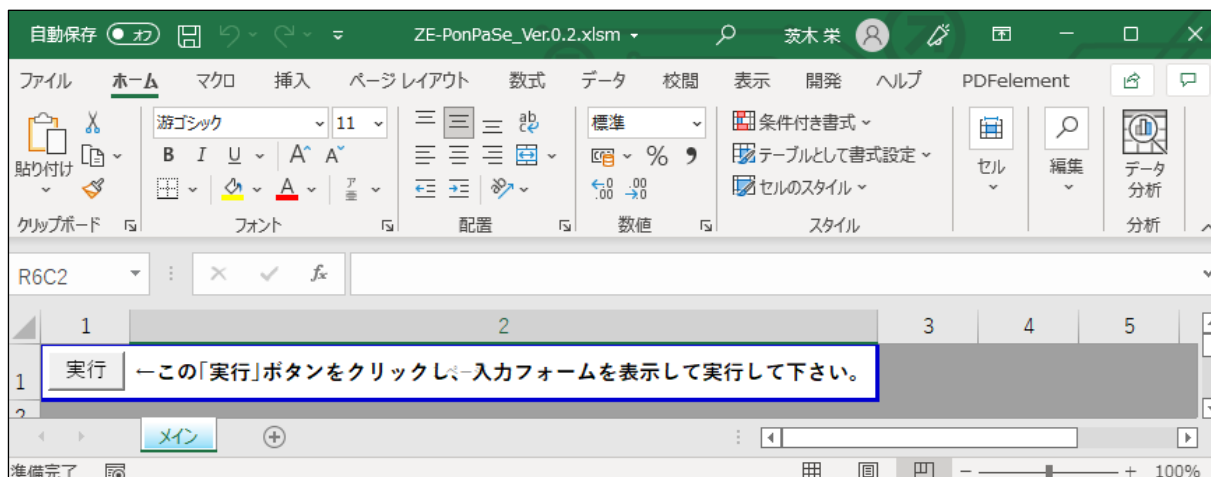 自動保存 オフ ZE-PonPaSe_Ver.0.2.xlsm 茨木 栄
ファイル ホーム マクロ 挿入 ページ レイアウト 数式 データ 校閲 表示 開発 ヘルプ PDFelement
貼り付け
游ゴシック 11
B I U A A
ab
標準
% 9
条件付き書式
テーブルとして書式設定
セルのスタイル
セル
編集
データ
分析
クリップボード フォント 配置 数値 スタイル 分析
R6C2 fx
1 2 3 4 5
1 実行 ←この「実行」ボタンをクリックし、入力フォームを表示して実行して下さい。
2
メイン
準備完了 100%